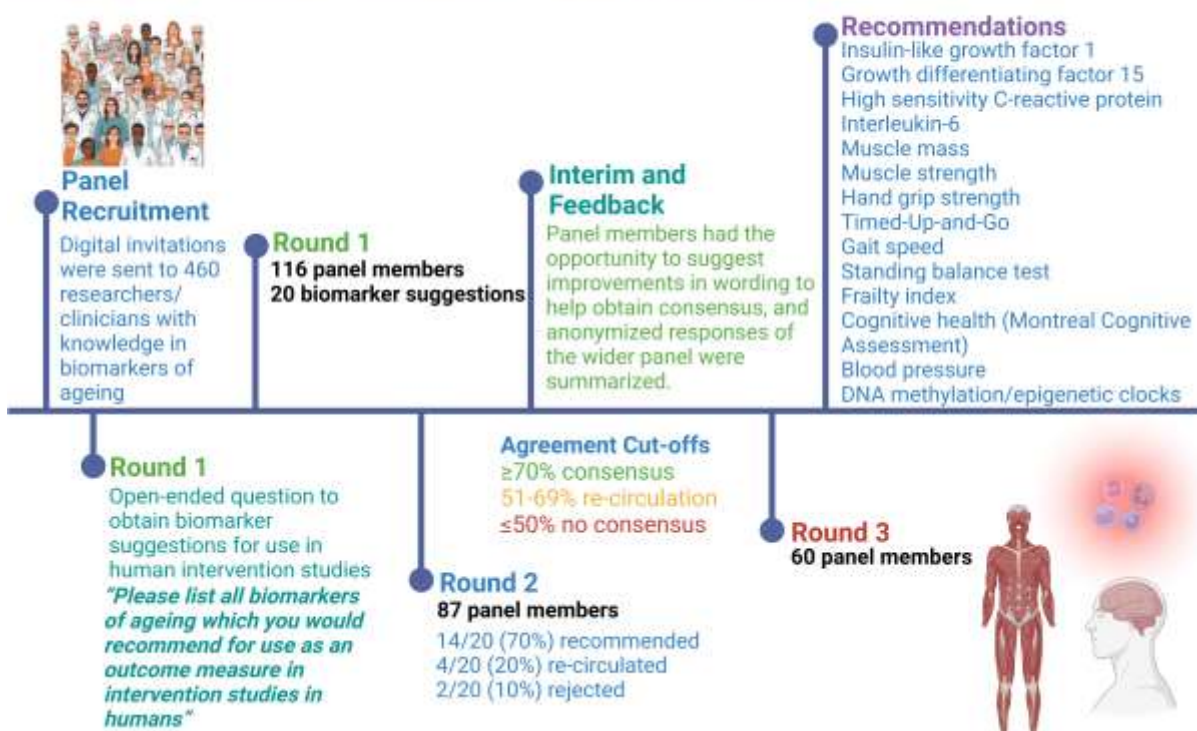 Panel
Recruitment
Digital invitations
were sent to 460
researchers/
clinicians with
knowledge in
biomarkers of
ageing
Round 1
Open-ended question to
obtain biomarker
suggestions for use in
human intervention studies
"Please list all biomarkers
of ageing which you would
recommend for use as an
outcome measure in
intervention studies in
humans"
Round 1
116 panel members
20 biomarker suggestions
Agreement Cut-offs
≥70% consensus
51-69% re-circulation
≤50% no consensus
Round 2
87 panel members
14/20 (70%) recommended
4/20 (20%) re-circulated
2/20 (10%) rejected
Interim and
Feedback
Panel members had the
opportunity to suggest
improvements in wording to
help obtain consensus, and
anonymized responses of
the wider panel were
summarized.
Round 3
60 panel members
Recommendations
Insulin-like growth factor 1
Growth differentiating factor 15
High sensitivity C-reactive protein
Interleukin-6
Muscle mass
Muscle strength
Hand grip strength
Timed-Up-and-Go
Gait speed
Standing balance test
Frailty index
Cognitive health (Montreal Cognitive
Assessment)
Blood pressure
DNA methylation/epigenetic clocks